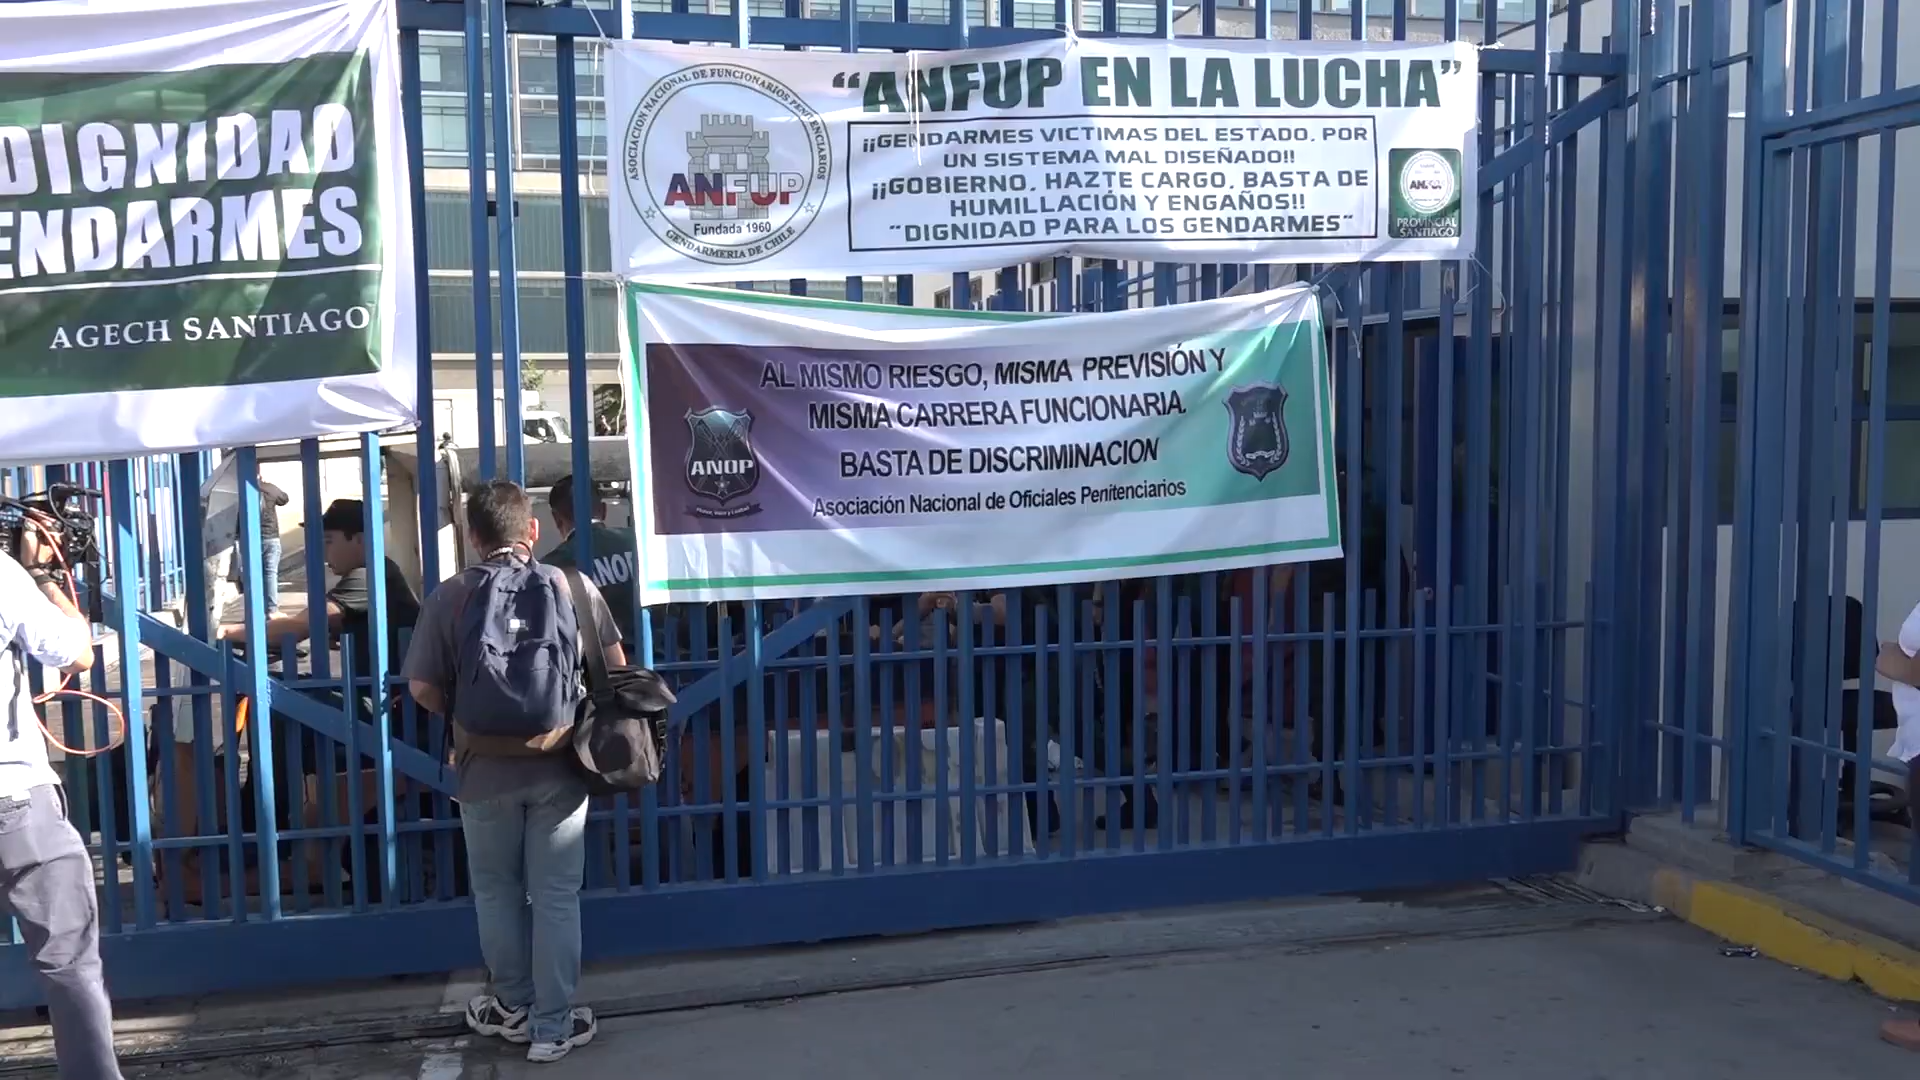 DIGNIDAD
ENDARMES
AGECH SANTIAGO
ASOCIACION NACIONAL DE FUNCIONARIOS PENITENCIARIOS
ANFUP
Fundada 1960
GENDARMERIA DE CHILE
“ANFUP EN LA LUCHA”
¡¡GENDARMES VICTIMAS DEL ESTADO, POR
UN SISTEMA MAL DISEÑADO!!
¡¡GOBIERNO, HAZTE CARGO, BASTA DE
HUMILLACIÓN Y ENGAÑOS!!
“DIGNIDAD PARA LOS GENDARMES”
ANFUP
PROVINCIAL
SANTIAGO
AL MISMO RIESGO, MISMA PREVISIÓN Y
MISMA CARRERA FUNCIONARIA.
BASTA DE DISCRIMINACION
Asociación Nacional de Oficiales Penitenciarios
ANOP
ANOP